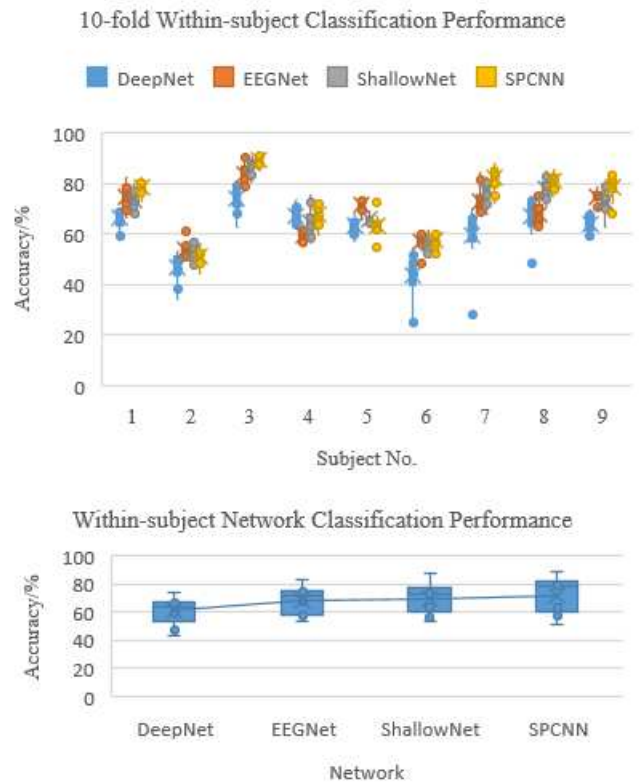 10-fold Within-subject Classification Performance
DeepNet EEGNet ShallowNet SPCNN
Accuracy/%
100
80
60
40
20
0
1 2 3 4 5 6 7 8 9
Subject No.
Within-subject Network Classification Performance
Accuracy/%
100
80
60
40
20
0
DeepNet EEGNet ShallowNet SPCNN
Network